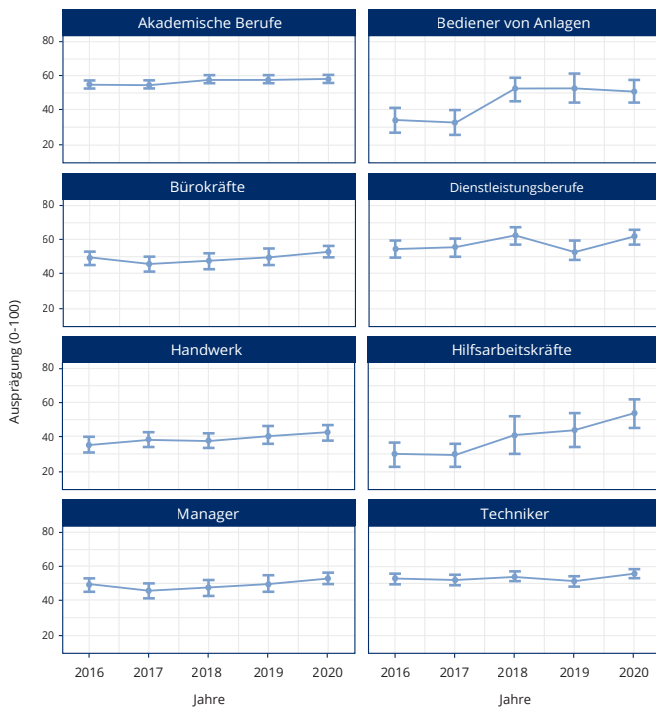 Akademische Berufe
Bediener von Anlagen
80
60
40
20
Bürokräfte
Dienstleistungsberufe
80
60
40
20
Handwerk
Hilfsarbeitskräfte
80
60
40
20
Manager
Techniker
80
60
40
20
Ausprägung (0-100)
2016 2017 2018 2019 2020
2016 2017 2018 2019 2020
Jahre
Jahre